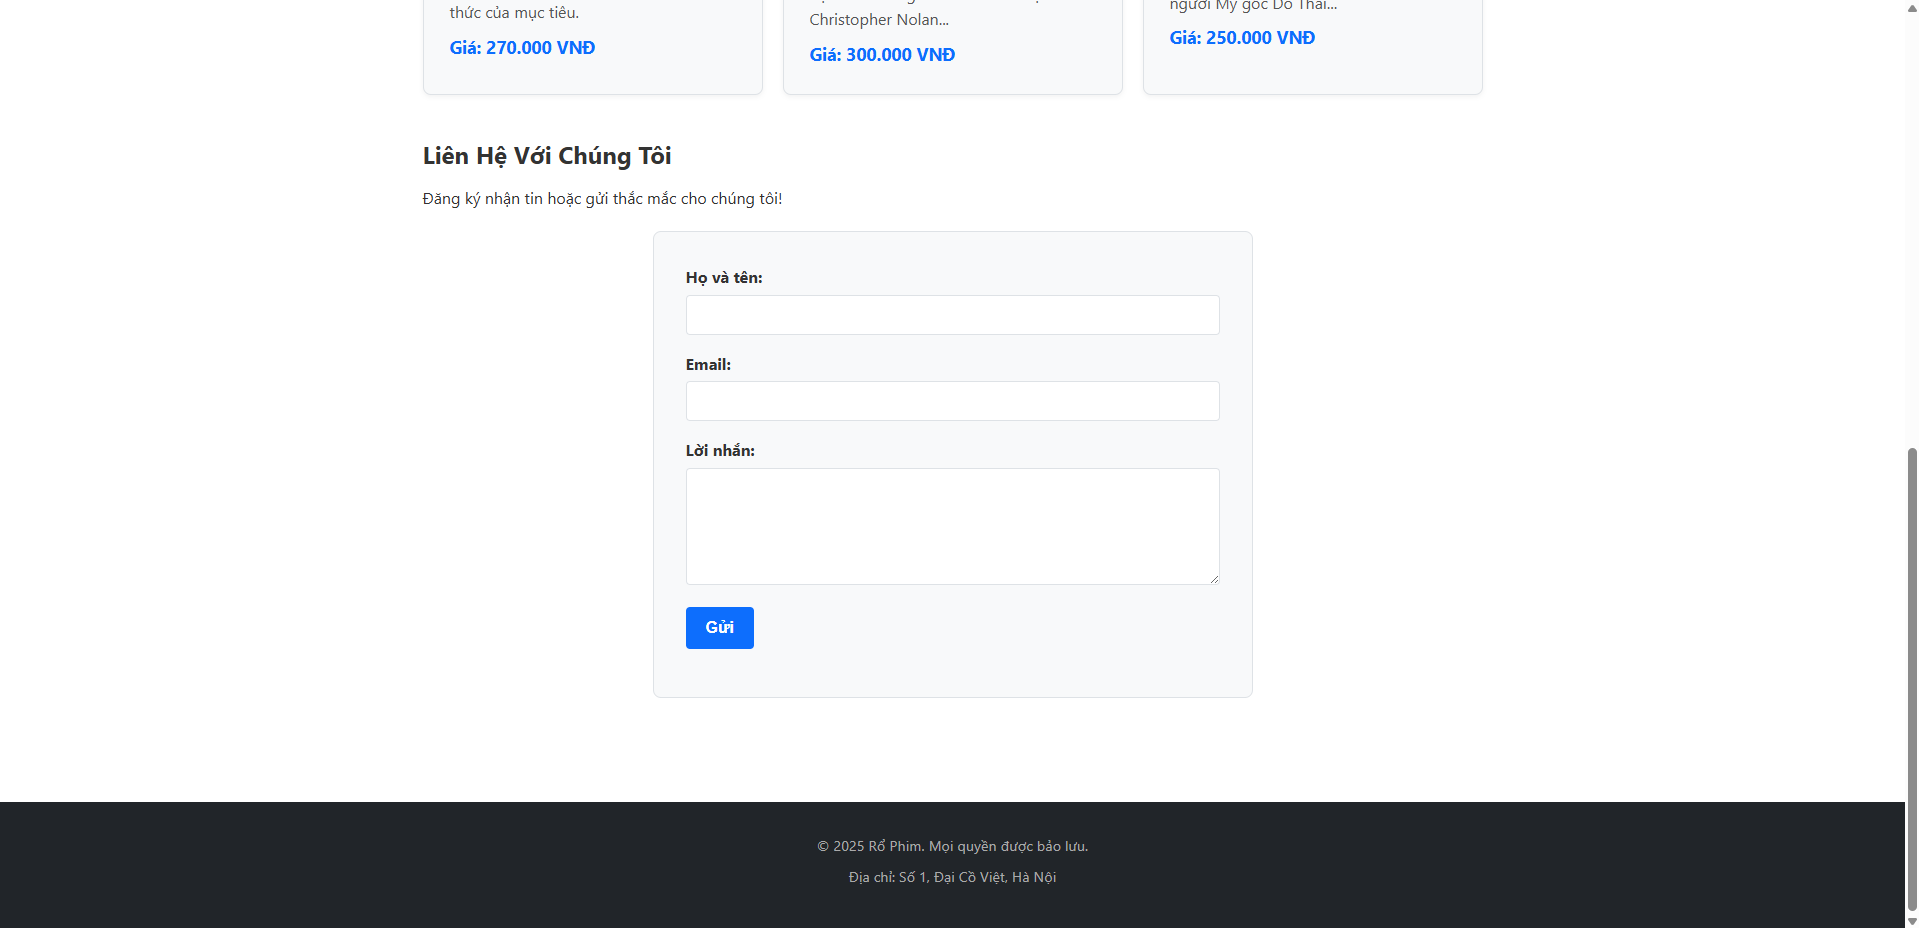 thức của mục tiêu.
Giá: 270.000 VNĐ
Christopher Nolan...
Giá: 300.000 VNĐ
người Mỹ gốc Do Thái...
Giá: 250.000 VNĐ
Liên Hệ Với Chúng Tôi
Đăng ký nhận tin hoặc gửi thắc mắc cho chúng tôi!
Họ và tên:
Email:
Lời nhắn:
Gửi
© 2025 Rổ Phim. Mọi quyền được bảo lưu.
Địa chỉ: Số 1, Đại Cồ Việt, Hà Nội